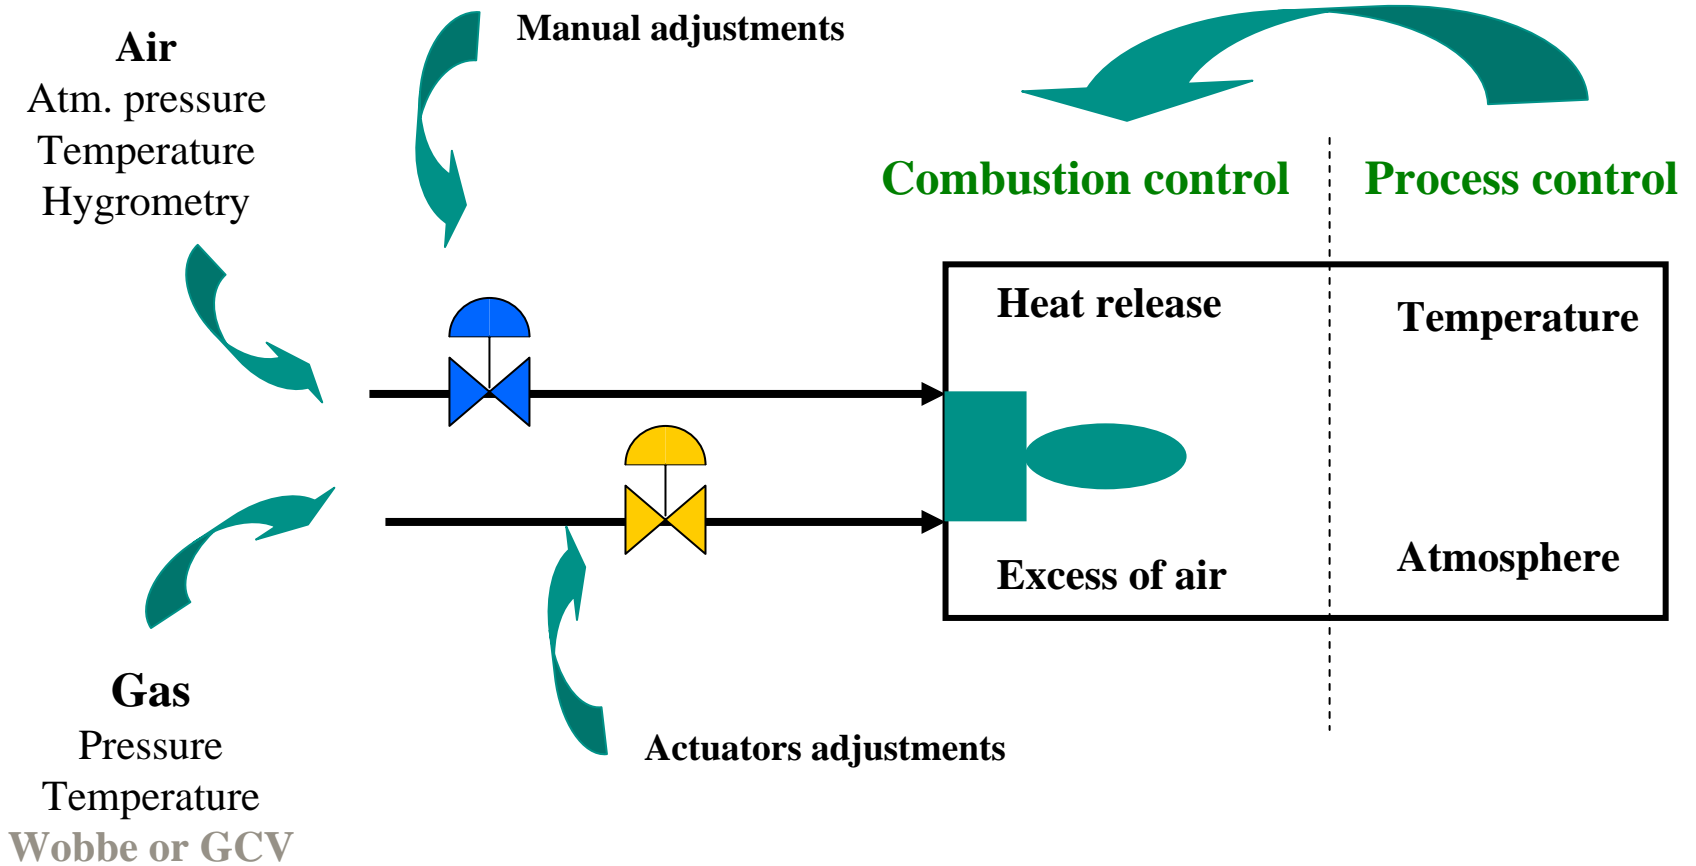 Manual adjustments
Air
Atm. pressure
Temperature
Hygrometry
Combustion control
Process control
Heat release
Temperature
Excess of air
Atmosphere
Gas
Pressure
Temperature
Wobbe or GCV
Actuators adjustments